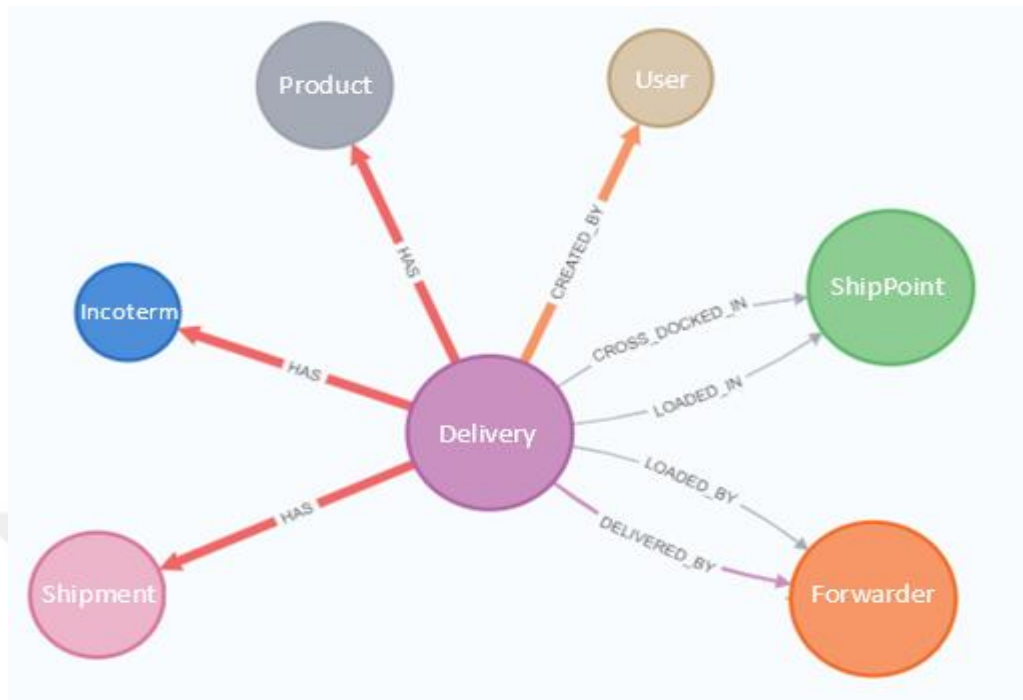 Product
User
HAS
CREATED_BY
ShipPoint
Incoterm
CROSS_DOCKED_IN
HAS
LOADED_IN
Delivery
LOADED_BY
HAS
DELIVERED_BY
Shipment
Forwarder